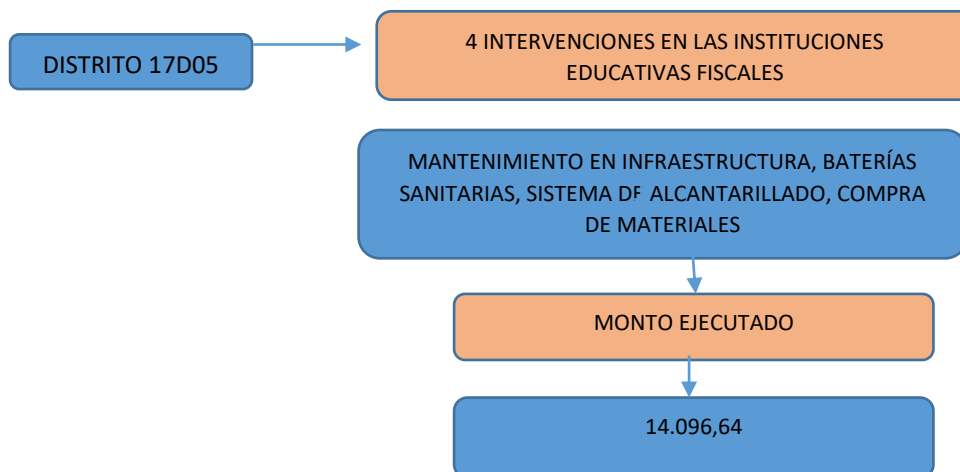 DISTRITO 17D05
4 INTERVENCIONES EN LAS INSTITUCIONES
EDUCATIVAS FISCALES
MANTENIMIENTO EN INFRAESTRUCTURA, BATERÍAS
SANITARIAS, SISTEMA DE ALCANTARILLADO, COMPRA
DE MATERIALES
MONTO EJECUTADO
14.096,64